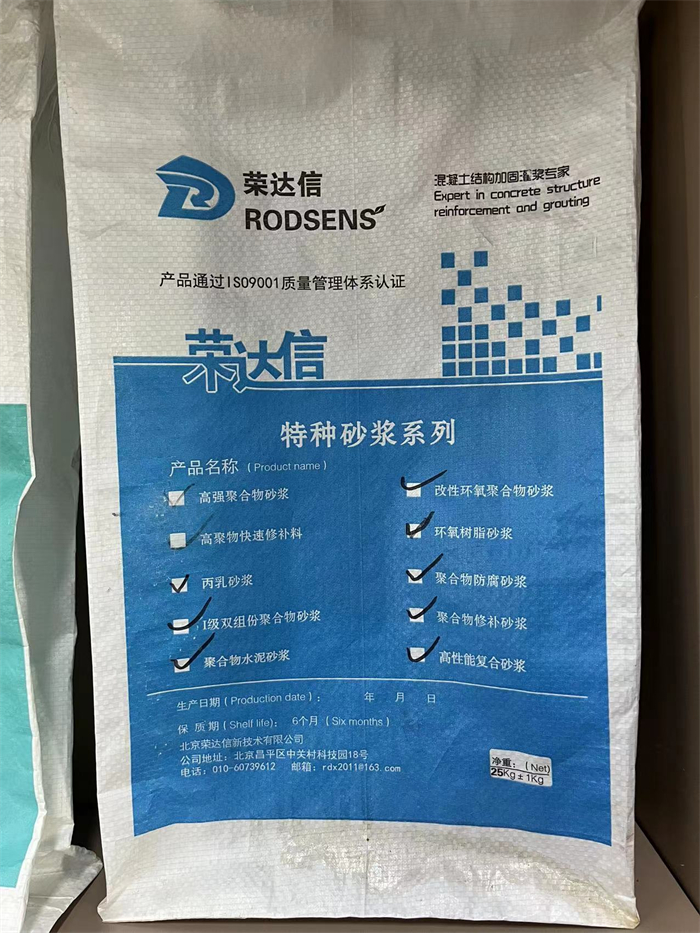 荣达信
RODSENS
混凝土结构加固灌浆专家
Expert in concrete structure
reinforcement and grouting
产品通过ISO9001质量管理体系认证
荣达信
特种砂浆系列
产品名称 (Product name)
高强聚合物砂浆
高聚物快速修补料
丙乳砂浆
I级双组份聚合物砂浆
聚合物水泥砂浆
改性环氧聚合物砂浆
环氧树脂砂浆
聚合物防腐砂浆
聚合物修补砂浆
高性能复合砂浆
生产日期 (Production date): 年 月 日
保 质 期 (Shelf life): 6个月 (Six months)
北京荣达信新技术有限公司
公司地址: 北京昌平区中关村科技园18号
电话: 010-60739612 邮箱: rdx2011@163.com
净重: (Net)
25Kg±1Kg